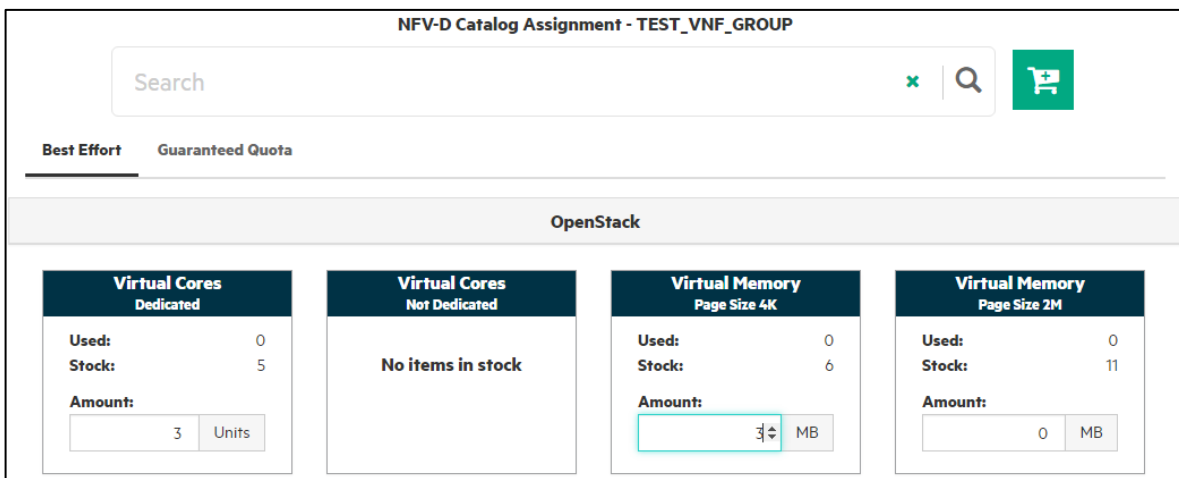 NFV-D Catalog Assignment - TEST_VNF_GROUP
Search
Best Effort Guaranteed Quota
OpenStack
Virtual Cores
Dedicated
Used: 0
Stock: 5
Amount:
3 Units
Virtual Cores
Not Dedicated
No items in stock
Virtual Memory
Page Size 4K
Used: 0
Stock: 6
Amount:
3 MB
Virtual Memory
Page Size 2M
Used: 0
Stock: 11
Amount:
0 MB